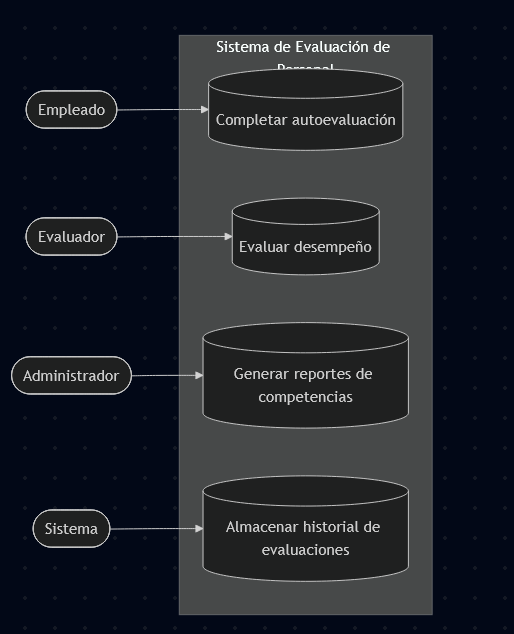 Sistema de Evaluación de
Personal
Empleado
Completar autoevaluación
Evaluador
Evaluar desempeño
Administrador
Generar reportes de
competencias
Sistema
Almacenar historial de
evaluaciones